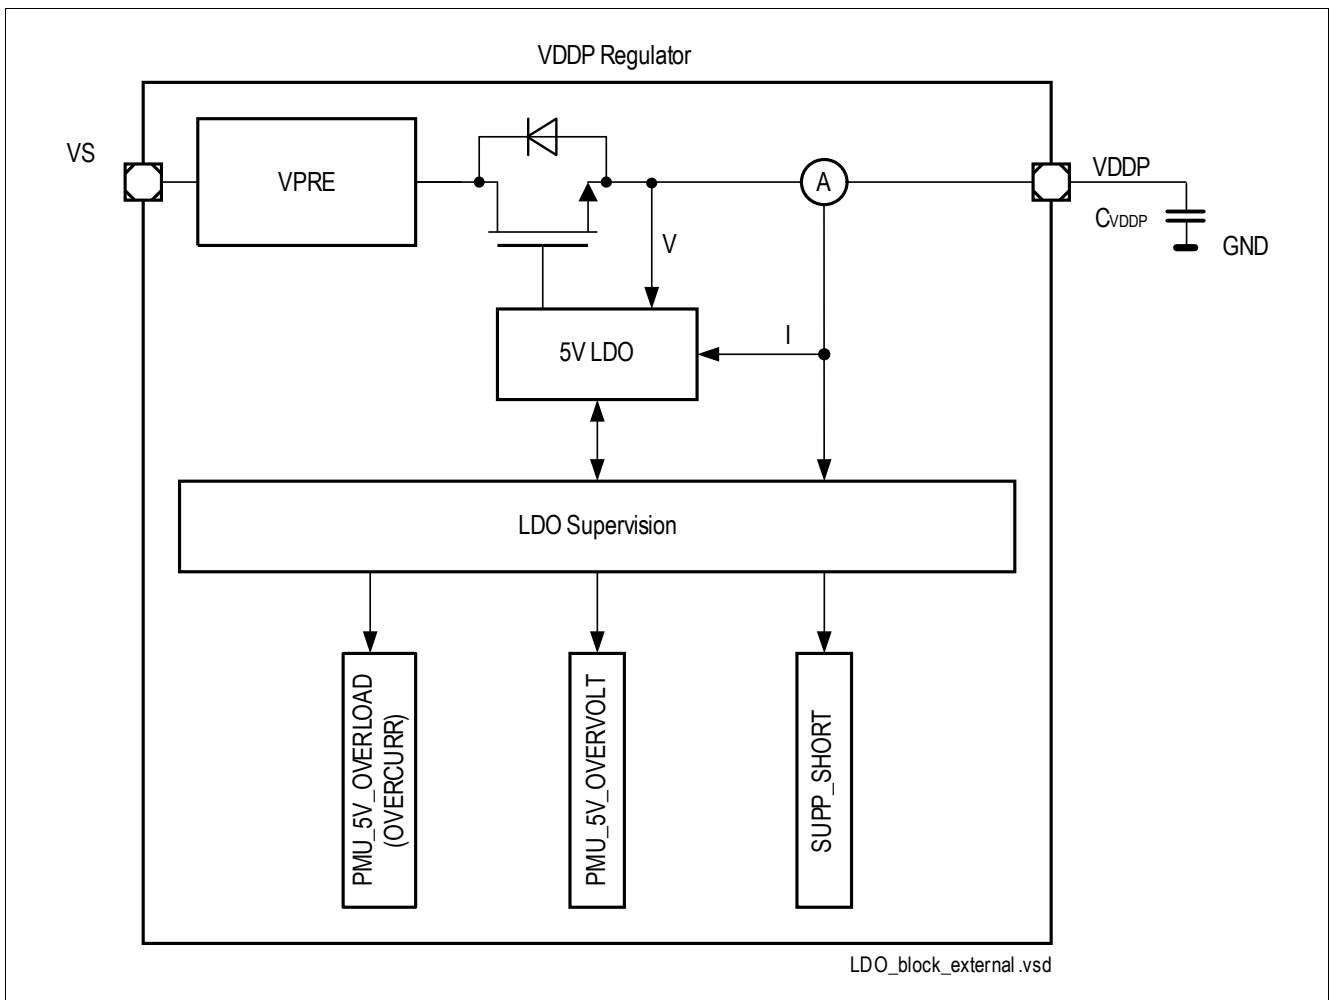 VDDP Regulator
VS
VPRE
A
VDDP
CVDDP
GND
V
I
5V LDO
LDO Supervision
PMU_5V_OVERLOAD
(OVERCURR)
PMU_5V_OVERVOLT
SUPP_SHORT
LDO_block_external.vsd